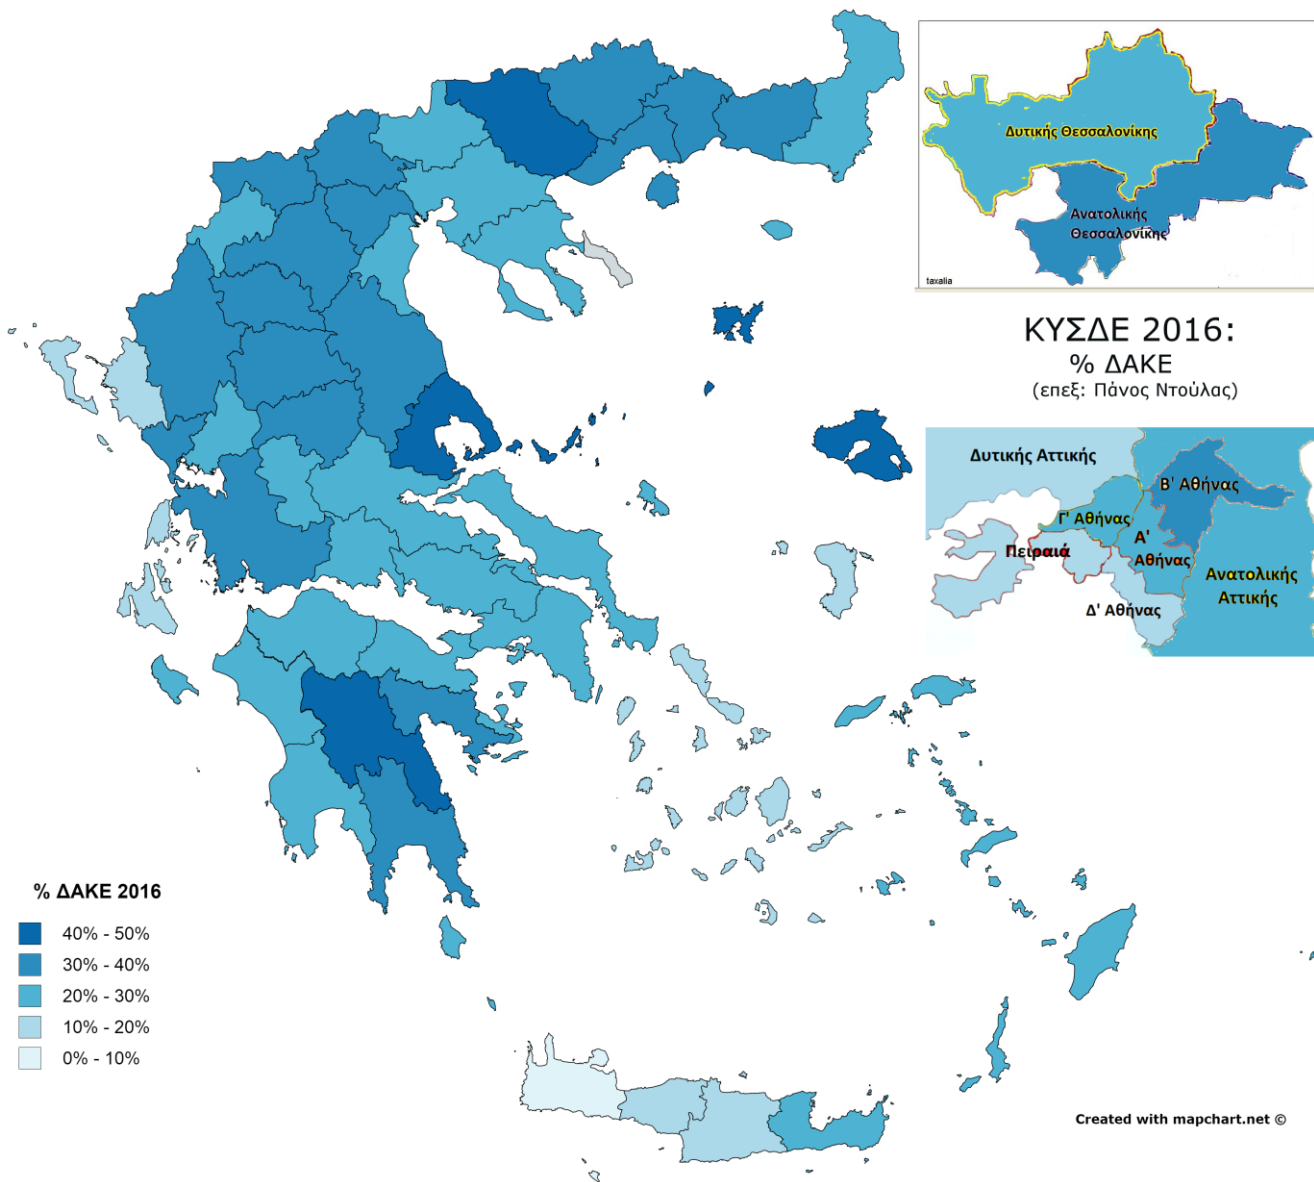 Δυτικής Θεσσαλονίκης
Ανατολικής
Θεσσαλονίκης
taxalia
ΚΥΣΔΕ 2016:
% ΔΑΚΕ
(επεξ: Πάνος Ντούλας)
Δυτικής Αττικής
Β' Αθήνας
Γ' Αθήνας
Α'
Αθήνας
Πειραιά
Ανατολικής
Αττικής
Δ' Αθήνας
% ΔΑΚΕ 2016
40% - 50%
30% - 40%
20% - 30%
10% - 20%
0% - 10%
Created with mapchart.net ©